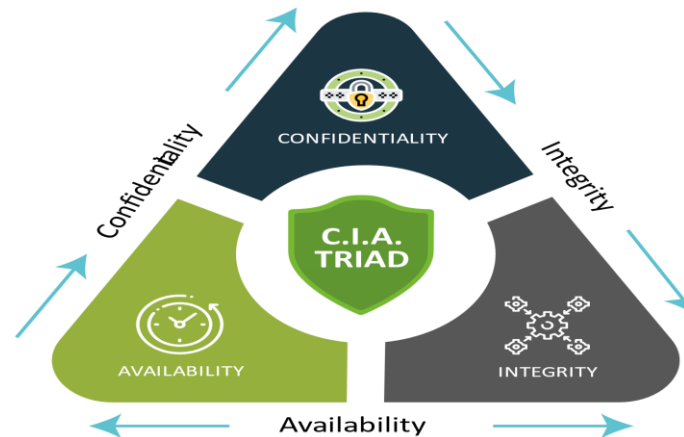 CONFIDENTIALITY
Confidentiality
Integrity
C.I.A.
TRIAD
AVAILABILITY
INTEGRITY
Availability